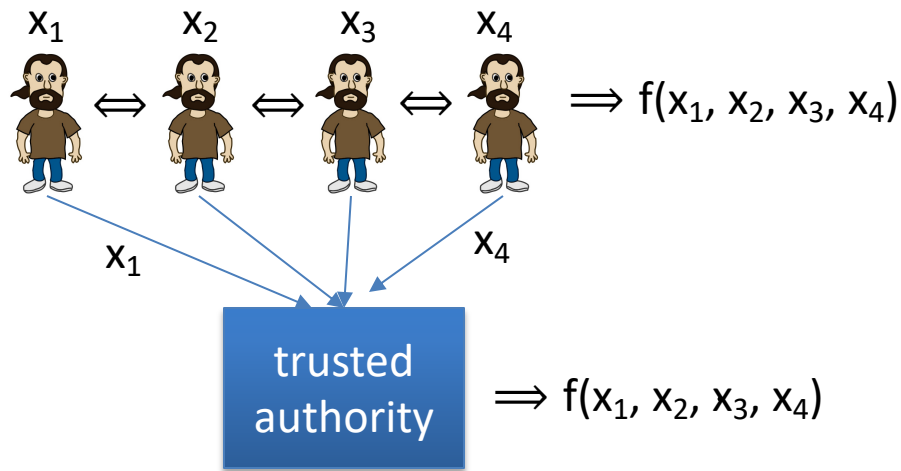 x₁ x₂ x₃ x₄
⇔ ⇔ ⇔ ⇒ f(x₁, x₂, x₃, x₄)
x₁ x₄
trusted
authority
⇒ f(x₁, x₂, x₃, x₄)